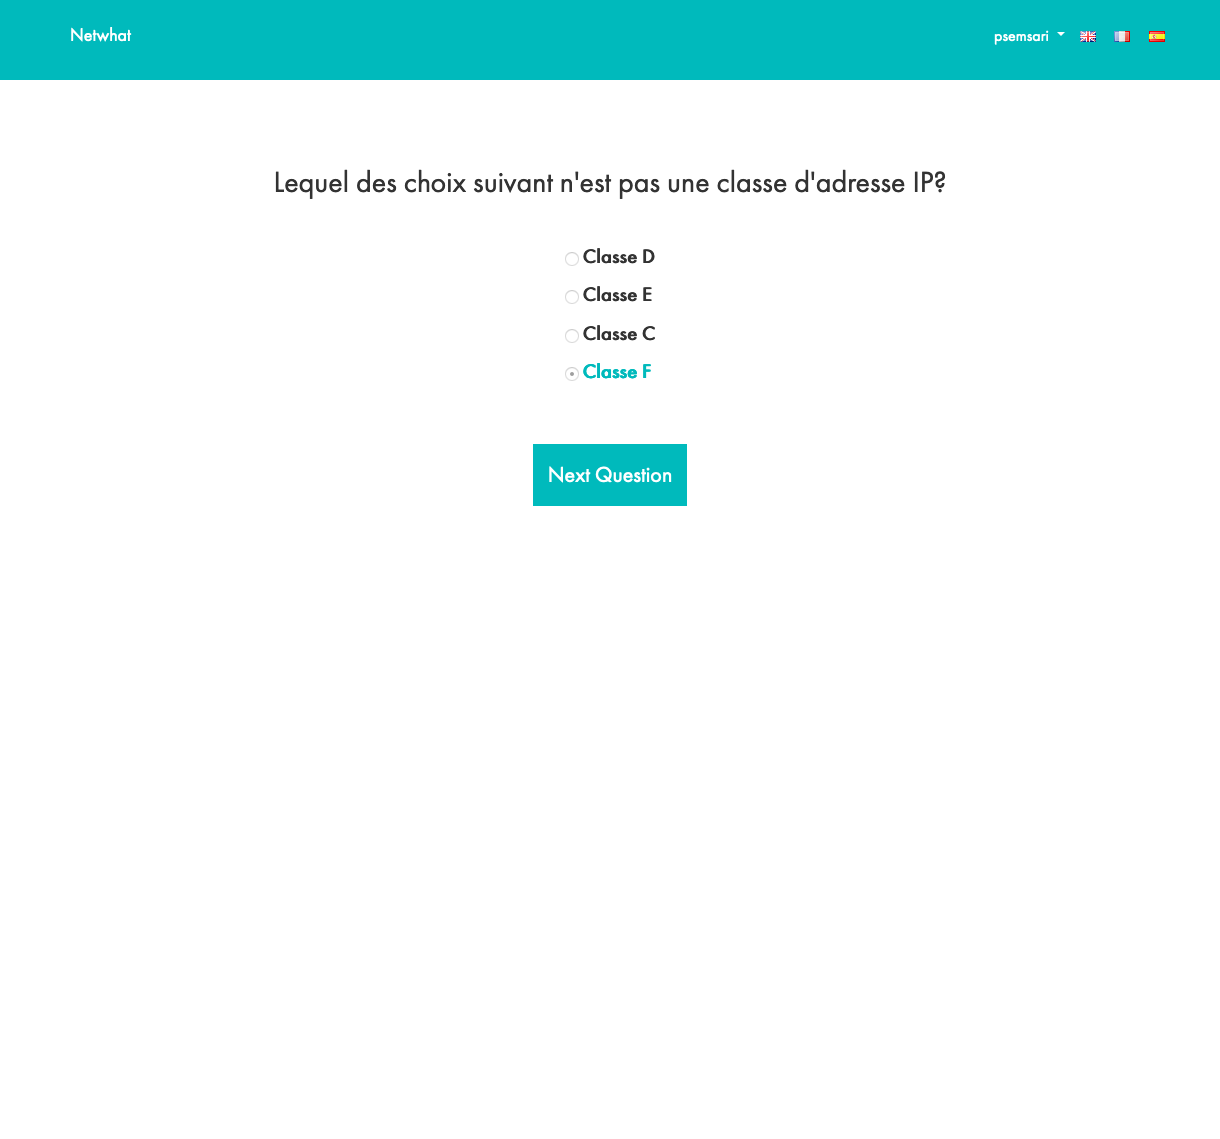 Netwhat
psemsari
Lequel des choix suivant n'est pas une classe d'adresse IP?
Classe D
Classe E
Classe C
Classe F
Next Question